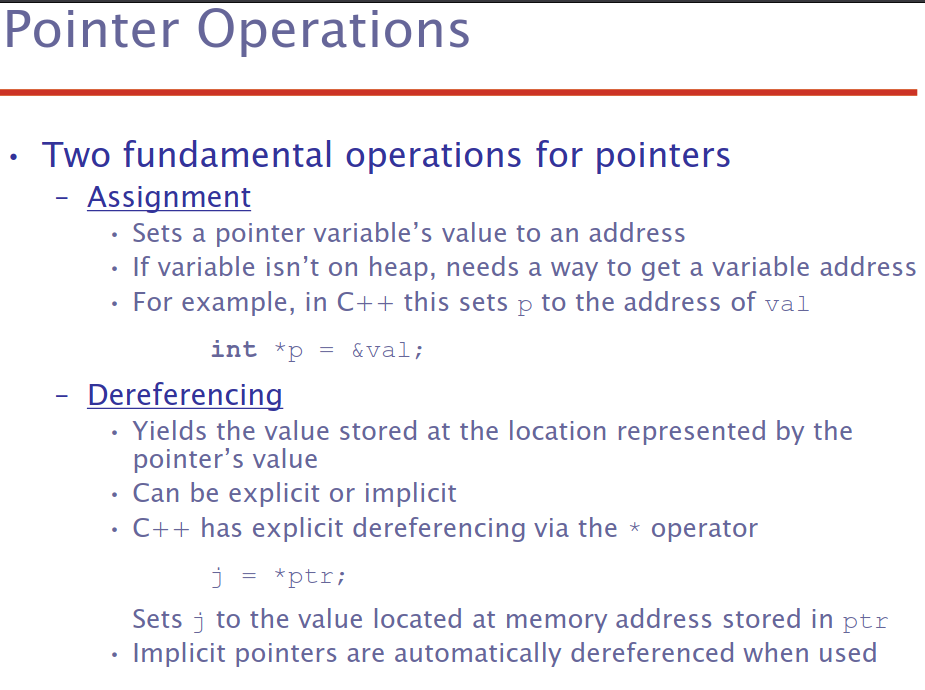 Pointer Operations
• Two fundamental operations for pointers
– Assignment
• Sets a pointer variable’s value to an address
• If variable isn’t on heap, needs a way to get a variable address
• For example, in C++ this sets p to the address of val
int *p = &val;
– Dereferencing
• Yields the value stored at the location represented by the
pointer’s value
• Can be explicit or implicit
• C++ has explicit dereferencing via the * operator
j = *ptr;
Sets j to the value located at memory address stored in ptr
• Implicit pointers are automatically dereferenced when used